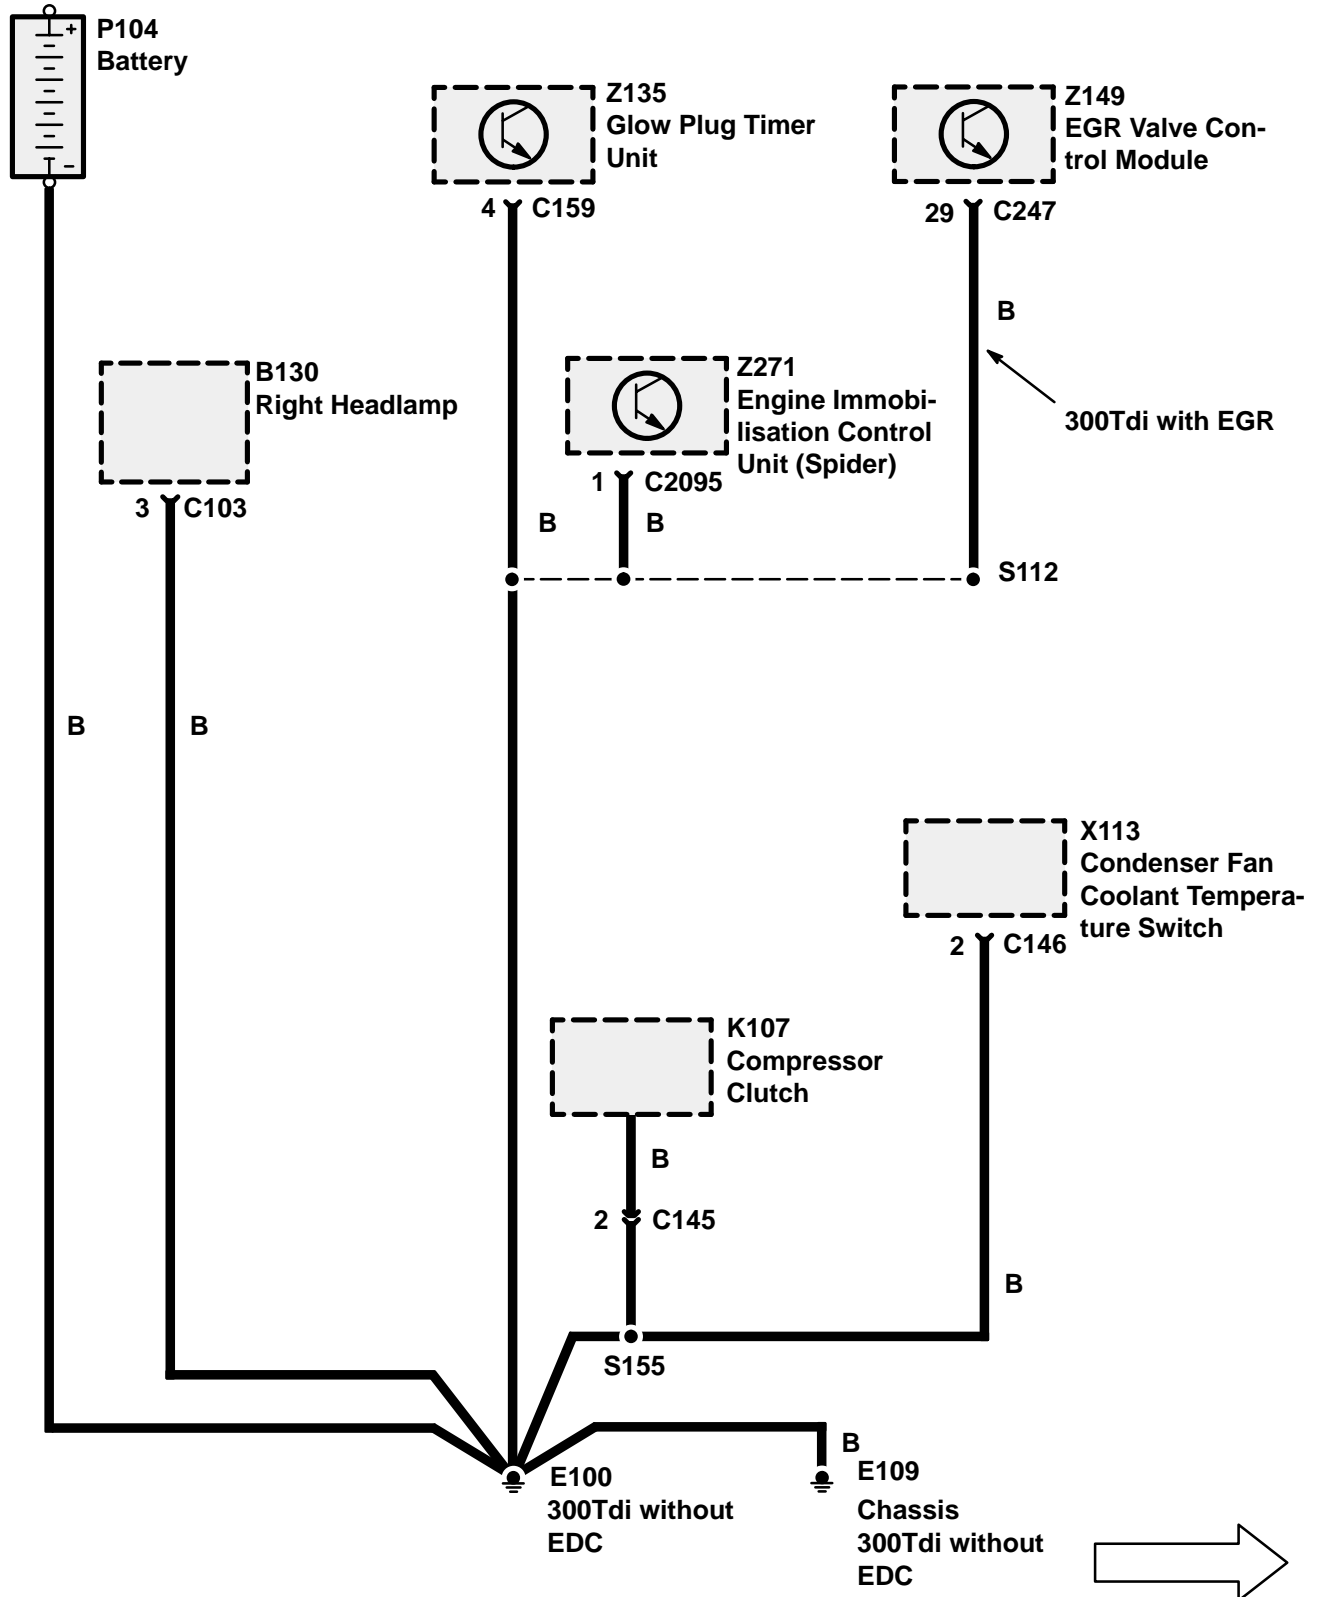 P104
Battery
+
−
Z135
Glow Plug Timer
Unit
4 C159
Z149
EGR Valve Con-
trol Module
29 C247
B
300Tdi with EGR
B130
Right Headlamp
3 C103
Z271
Engine Immobi-
lisation Control
Unit (Spider)
1 C2095
B
B
S112
B
B
X113
Condenser Fan
Coolant Tempera-
ture Switch
2 C146
K107
Compressor
Clutch
B
2 C145
B
S155
E100
300Tdi without
EDC
B
E109
Chassis
300Tdi without
EDC